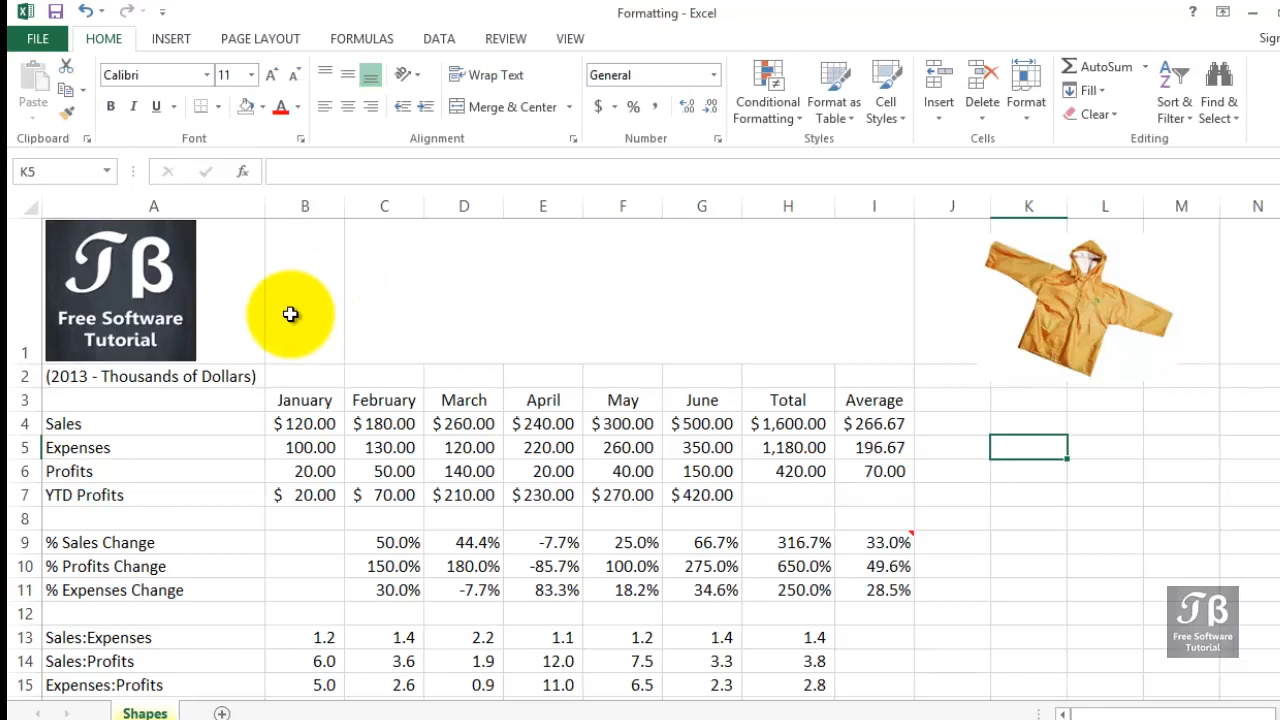 Formatting - Excel
?
FILE HOME INSERT PAGE LAYOUT FORMULAS DATA REVIEW VIEW Sign
Paste
Calibri 11
B I U A
Wrap Text
Merge & Center
General
$ % ,
Conditional Formatting
Format as Table
Cell Styles
Insert
Delete
Format
AutoSum
Fill
Clear
Sort & Filter
Find & Select
Clipboard Font Alignment Number Styles Cells Editing
K5 fx
A B C D E F G H I J K L M N
TB
Free Software
Tutorial
1
2 (2013 - Thousands of Dollars)
3 January February March April May June Total Average
4 Sales $120.00 $180.00 $260.00 $240.00 $300.00 $500.00 $1,600.00 $266.67
5 Expenses 100.00 130.00 120.00 220.00 260.00 350.00 1,180.00 196.67
6 Profits 20.00 50.00 140.00 20.00 40.00 150.00 420.00 70.00
7 YTD Profits $ 20.00 $ 70.00 $210.00 $230.00 $270.00 $420.00
8
9 % Sales Change 50.0% 44.4% -7.7% 25.0% 66.7% 316.7% 33.0%
10 % Profits Change 150.0% 180.0% -85.7% 100.0% 275.0% 650.0% 49.6%
11 % Expenses Change 30.0% -7.7% 83.3% 18.2% 34.6% 250.0% 28.5%
12
13 Sales:Expenses 1.2 1.4 2.2 1.1 1.2 1.4 1.4
14 Sales:Profits 6.0 3.6 1.9 12.0 7.5 3.3 3.8
15 Expenses:Profits 5.0 2.6 0.9 11.0 6.5 2.3 2.8
TB
Free Software
Tutorial
Shapes